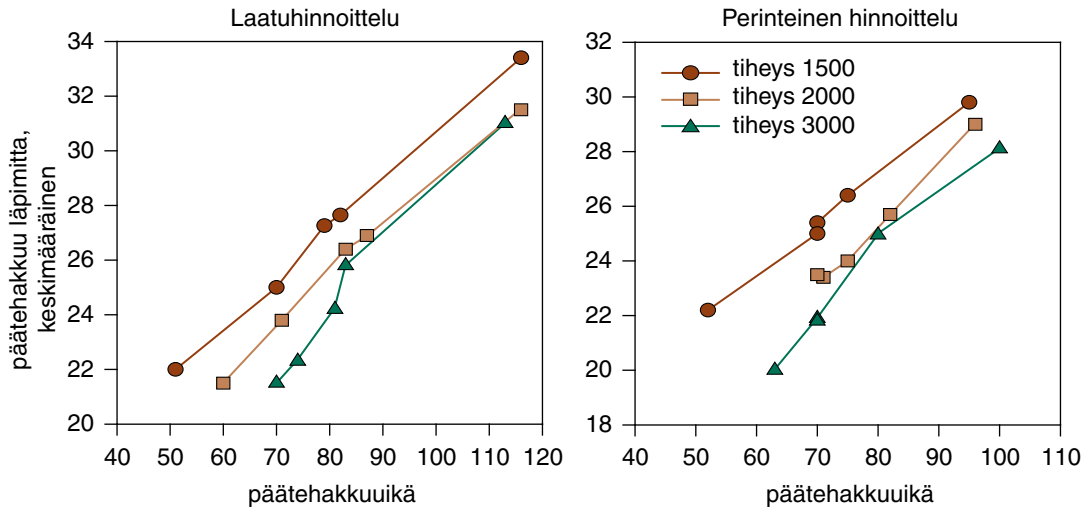 Laatuhinnoittelu
päätehakkuu läpimitta,
keskimääräinen
34
32
30
28
26
24
22
20
40 50 60 70 80 90 100 110 120
päätehakkuuikä
Perinteinen hinnoittelu
tiheys 1500
tiheys 2000
tiheys 3000
32
30
28
26
24
22
20
18
40 50 60 70 80 90 100 110
päätehakkuuikä